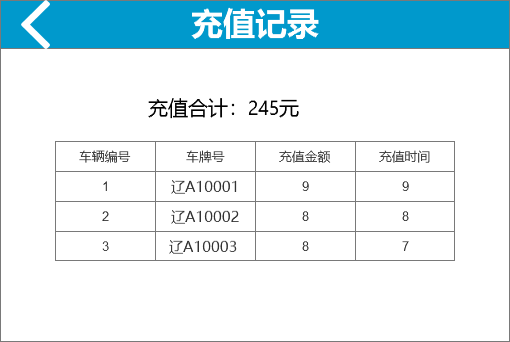 充值记录
充值合计：245元
车辆编号 车牌号 充值金额 充值时间
1 辽A10001 9 9
2 辽A10002 8 8
3 辽A10003 8 7